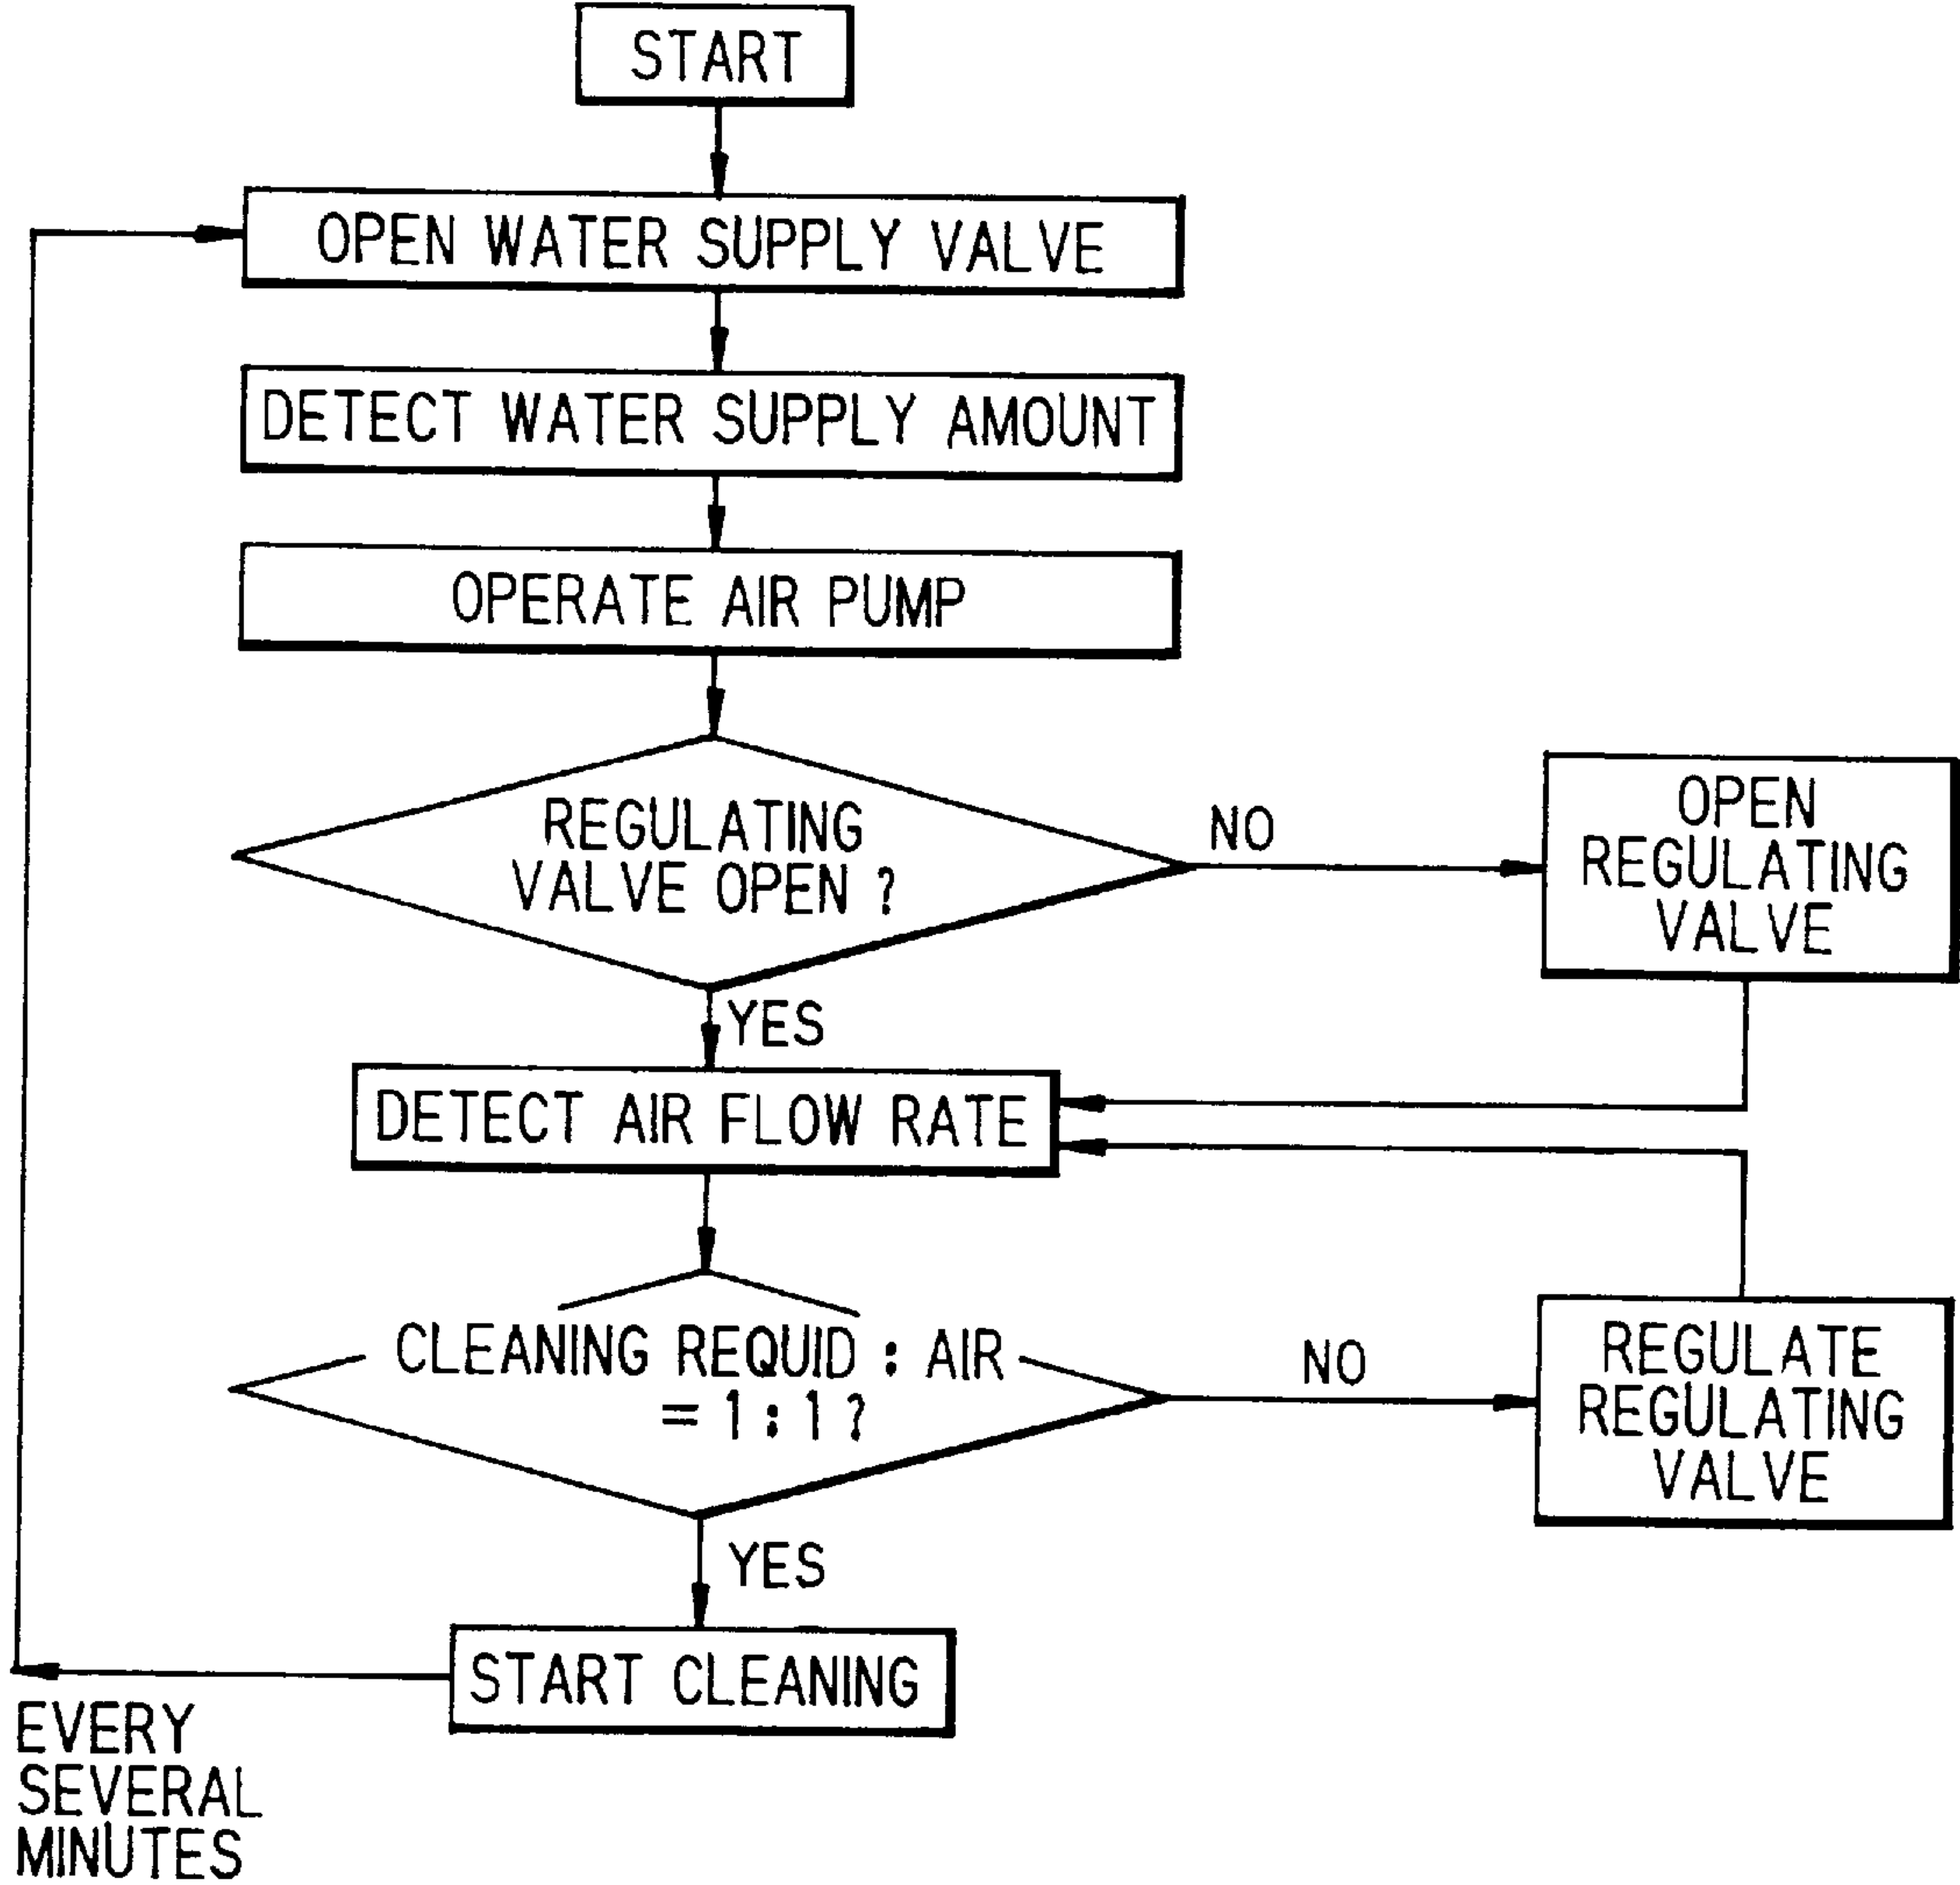 START
OPEN WATER SUPPLY VALVE
DETECT WATER SUPPLY AMOUNT
OPERATE AIR PUMP
REGULATING
VALVE OPEN ?
NO
OPEN
REGULATING
VALVE
YES
DETECT AIR FLOW RATE
CLEANING REQUID : AIR
= 1 : 1 ?
NO
REGULATE
REGULATING
VALVE
YES
START CLEANING
EVERY
SEVERAL
MINUTES